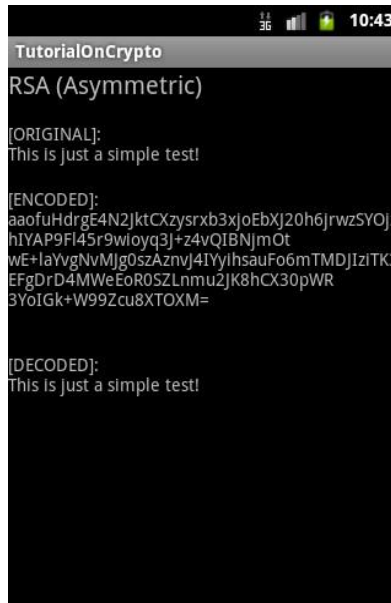 3G 10:43
TutorialOnCrypto
RSA (Asymmetric)
[ORIGINAL]:
This is just a simple test!
[ENCODED]:
aaofuHdrgE4N2JktCXzysrxb3xjoEbXJ20h6jrwzSYOj
hIYAP9Fl45r9wioyq3J+z4vQIBNjmOt
wE+laYvgNvMJg0szAznvJ4IYyihsauFo6mTMDJIziTK
EFgDrD4MWeEoR0SZLnmu2JK8hCX30pWR
3YoIGk+W99Zcu8XTOXM=
[DECODED]:
This is just a simple test!